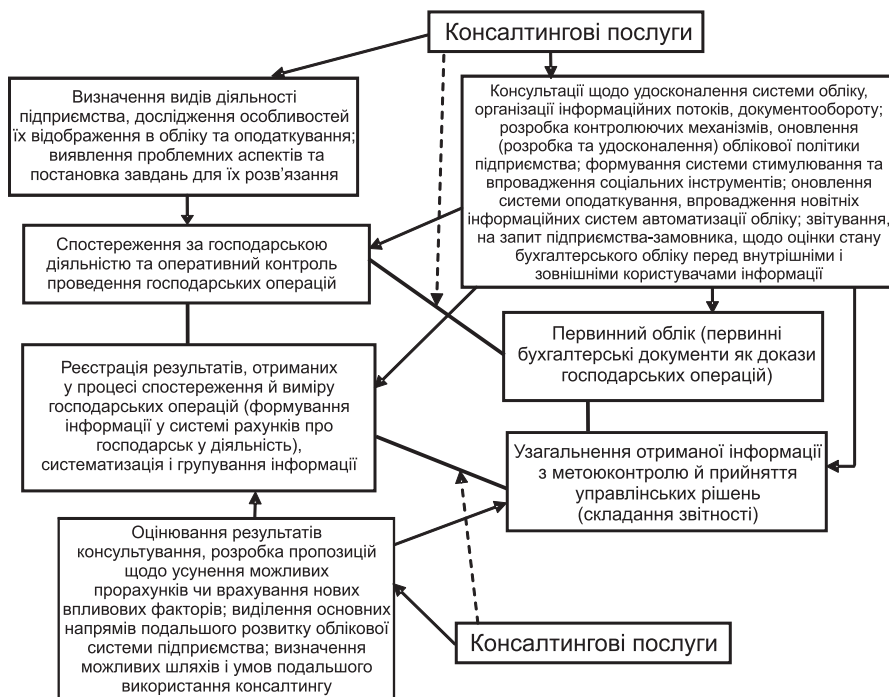 Консалтингові послуги
Визначення видів діяльності
підприємства, дослідження особливостей
їх відображення в обліку та оподаткування;
виявлення проблемних аспектів та
постановка завдань для їх розв'язання
Консультації щодо удосконалення системи обліку,
організації інформаційних потоків, документообороту;
розробка контролюючих механізмів, оновлення
(розробка та удосконалення) облікової політики
підприємства; формування системи стимулювання та
впровадження соціальних інструментів; оновлення
системи оподаткування, впровадження новітніх
інформаційних систем автоматизації обліку; звітування,
на запит підприємства-замовника, щодо оцінки стану
бухгалтерського обліку перед внутрішніми і
зовнішніми користувачами інформації
Спостереження за господарською
діяльністю та оперативний контроль
проведення господарських операцій
Первинний облік (первинні
бухгалтерські документи як докази
господарських операцій)
Реєстрація результатів, отриманих
у процесі спостереження й виміру
господарських операцій (формування
інформації у системі рахунків про
господарськ у діяльність),
систематизація і групування інформації
Узагальнення отриманої інформації
з метоюконтролю й прийняття
управлінських рішень
(складання звітності)
Оцінювання результатів
консультування, розробка пропозицій
щодо усунення можливих
прорахунків чи врахування нових
впливових факторів; виділення основних
напрямів подальшого розвитку облікової
системи підприємства; визначення
можливих шляхів і умов подальшого
використання консалтингу
Консалтингові послуги